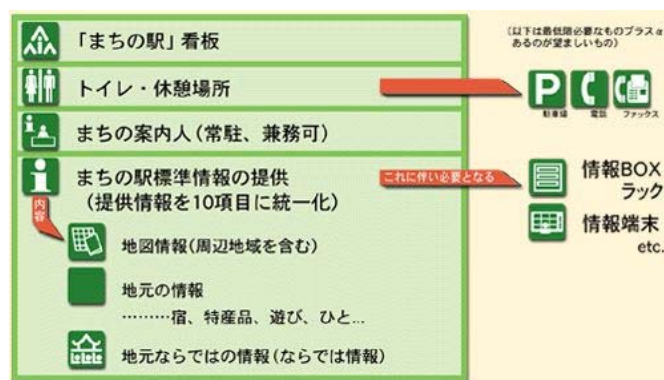 「まちの駅」看板
トイレ・休憩場所
まちの案内人(常駐、兼務可)
まちの駅標準情報の提供
(提供情報を10項目に統一化)
内容
地図情報(周辺地域を含む)
地元の情報
………宿、特産品、遊び、ひと...
地元ならではの情報(ならでは情報)
これに伴い必要となる
(以下は最低限必要なものプラスα
あるのが望ましいもの)
P
駐車場
電話
ファックス
情報BOX
ラック
情報端末
etc.